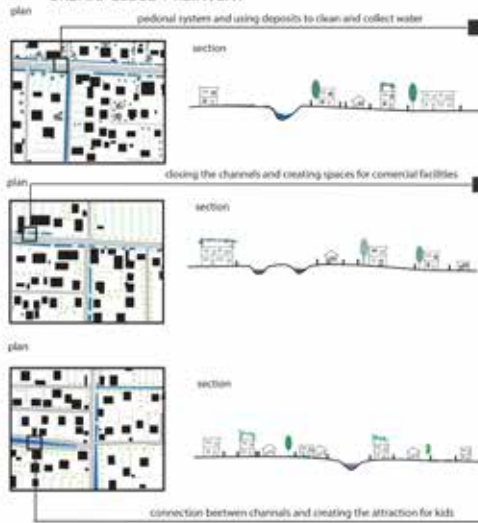 plan
pedonal system and using deposits to clean and collect water
section
closing the channels and creating spaces for comercial facilities
plan
section
plan
section
connection beetwen channels and creating the attraction for kids